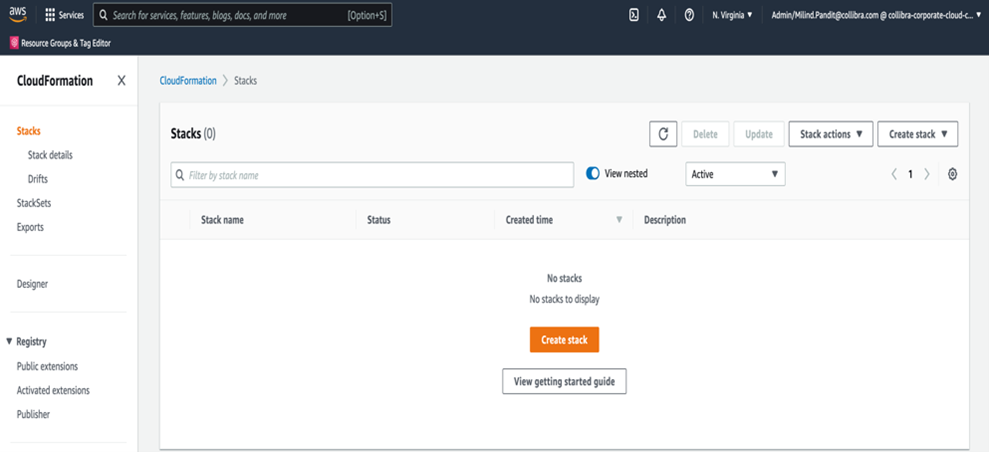 aws
Services
Search for services, features, blogs, docs, and more
[Option+S]
N. Virginia
Admin/Milind.Pandit@collibra.com @ collibra-corporate-cloud-c...
Resource Groups & Tag Editor
CloudFormation
X
Stacks
Stack details
Drifts
StackSets
Exports
Designer
Registry
Public extensions
Activated extensions
Publisher
CloudFormation > Stacks
Stacks (0)
Delete
Update
Stack actions
Create stack
Filter by stack name
View nested
Active
1
Stack name
Status
Created time
Description
No stacks
No stacks to display
Create stack
View getting started guide